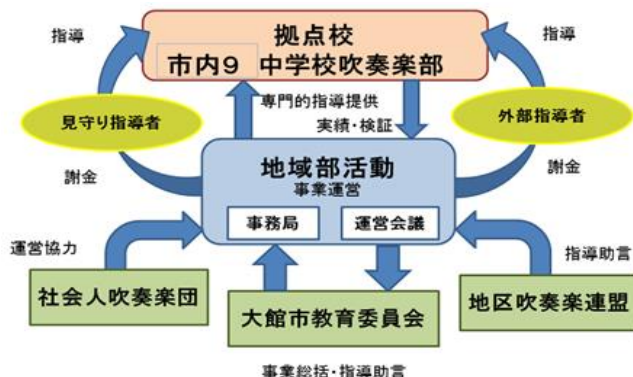 指導
拠点校
指導
市内9 中学校吹奏楽部
専門的指導提供
見守り指導者
外部指導者
実績・検証
地域部活動
謝金
事業運営
謝金
事務局
運営会議
運営協力
指導助言
社会人吹奏楽団
大館市教育委員会
地区吹奏楽連盟
事業総括・指導助言